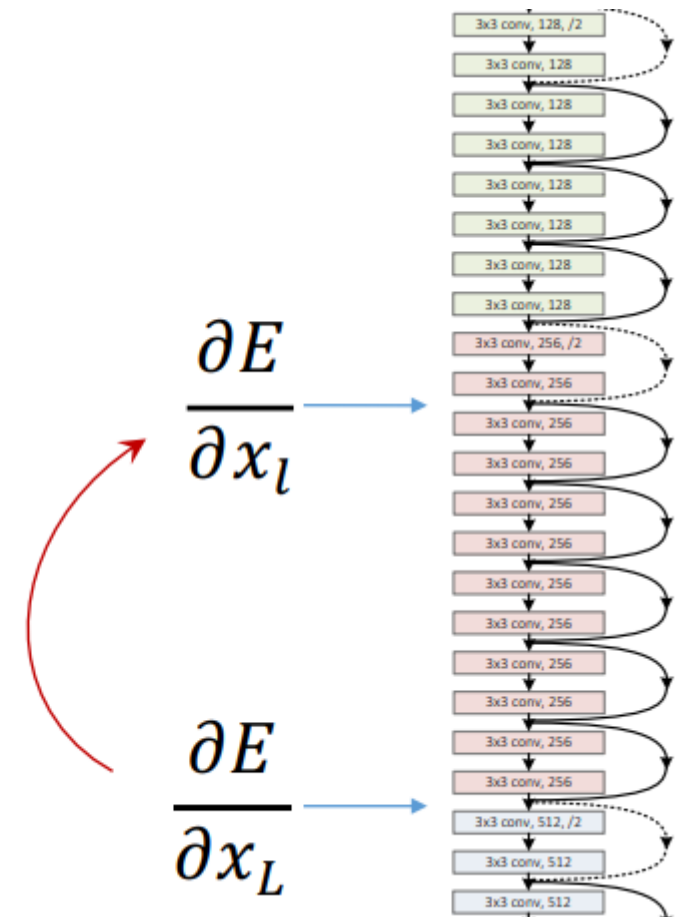 3x3 conv, 128, /2
3x3 conv, 128
3x3 conv, 128
3x3 conv, 128
3x3 conv, 128
3x3 conv, 128
3x3 conv, 128
3x3 conv, 128
3x3 conv, 256, /2
3x3 conv, 256
3x3 conv, 256
3x3 conv, 256
3x3 conv, 256
3x3 conv, 256
3x3 conv, 256
3x3 conv, 256
3x3 conv, 256
3x3 conv, 256
3x3 conv, 256
3x3 conv, 256
3x3 conv, 512, /2
3x3 conv, 512
3x3 conv, 512
∂E
∂x_l
∂E
∂x_L